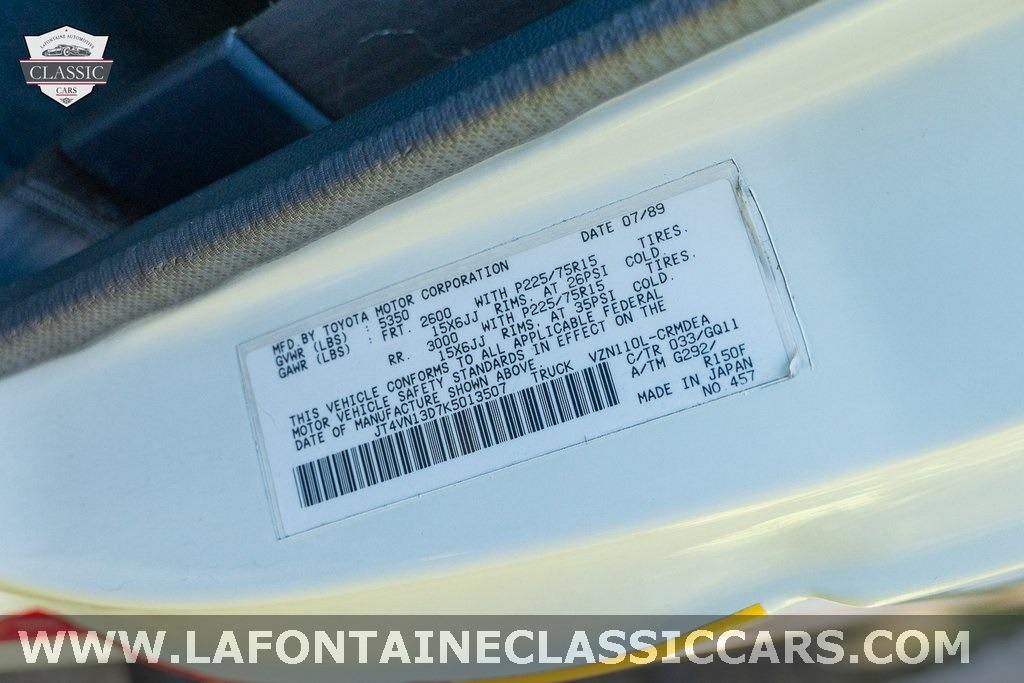 LAFONTAINE AUTOMOTIVE
CLASSIC
CARS
DATE 07/89
MFD. BY TOYOTA MOTOR CORPORATION
GVWR (LBS) : 5350
GAWR (LBS) FRT. 2600 WITH P225/75R15 TIRES.
15X6JJ RIMS, AT 26PSI COLD.
RR. 3000 WITH P225/75R15 TIRES.
15X6JJ RIMS, AT 35PSI COLD.
THIS VEHICLE CONFORMS TO ALL APPLICABLE FEDERAL
MOTOR VEHICLE SAFETY STANDARDS IN EFFECT ON THE
DATE OF MANUFACTURE SHOWN ABOVE.
JT4VN13D7K5013507 TRUCK VZN110L-CRMDEA
C/TR 033/GQ11
A/TM G292/
R150F
MADE IN JAPAN
NO 457
WWW.LAFONTAINECLASSICCARS.COM